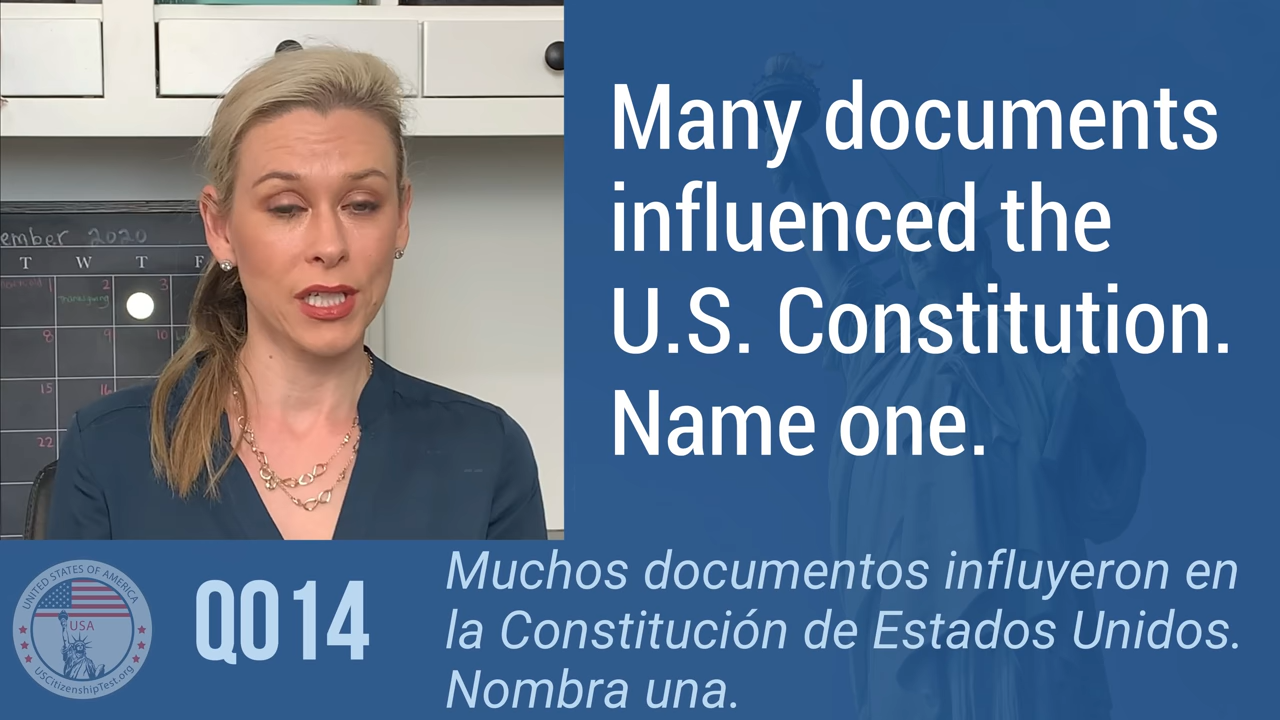 ember 2020
T W T F
1 2 3
Thanksgiving
8 9 10
15 16
22
Many documents
influenced the
U.S. Constitution.
Name one.
UNITED STATES OF AMERICA
USA
USCitizenshipTest.org
Q014
Muchos documentos influyeron en
la Constitución de Estados Unidos.
Nombra una.